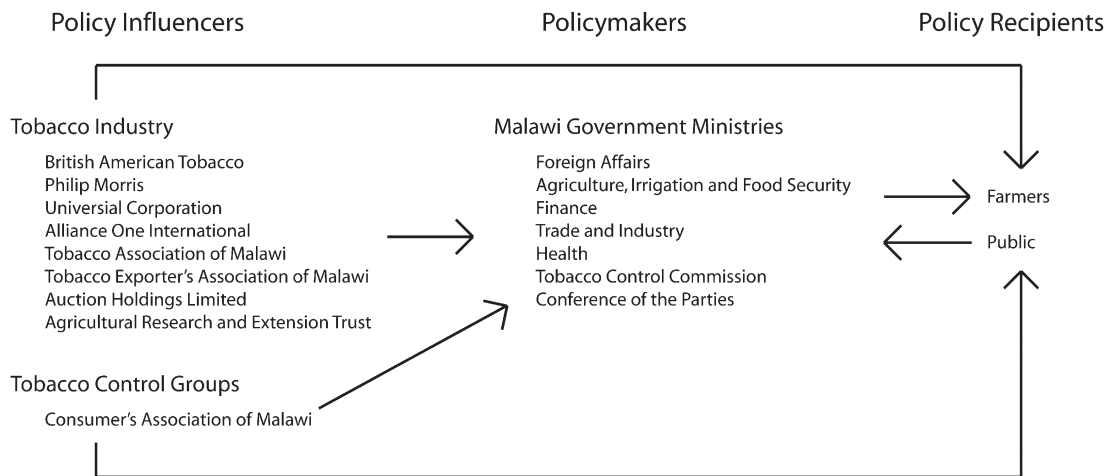 Policy Influencers
Policymakers
Policy Recipients
Tobacco Industry
British American Tobacco
Philip Morris
Universial Corporation
Alliance One International
Tobacco Association of Malawi
Tobacco Exporter's Association of Malawi
Auction Holdings Limited
Agricultural Research and Extension Trust
Tobacco Control Groups
Consumer's Association of Malawi
Malawi Government Ministries
Foreign Affairs
Agriculture, Irrigation and Food Security
Finance
Trade and Industry
Health
Tobacco Control Commission
Conference of the Parties
Farmers
Public